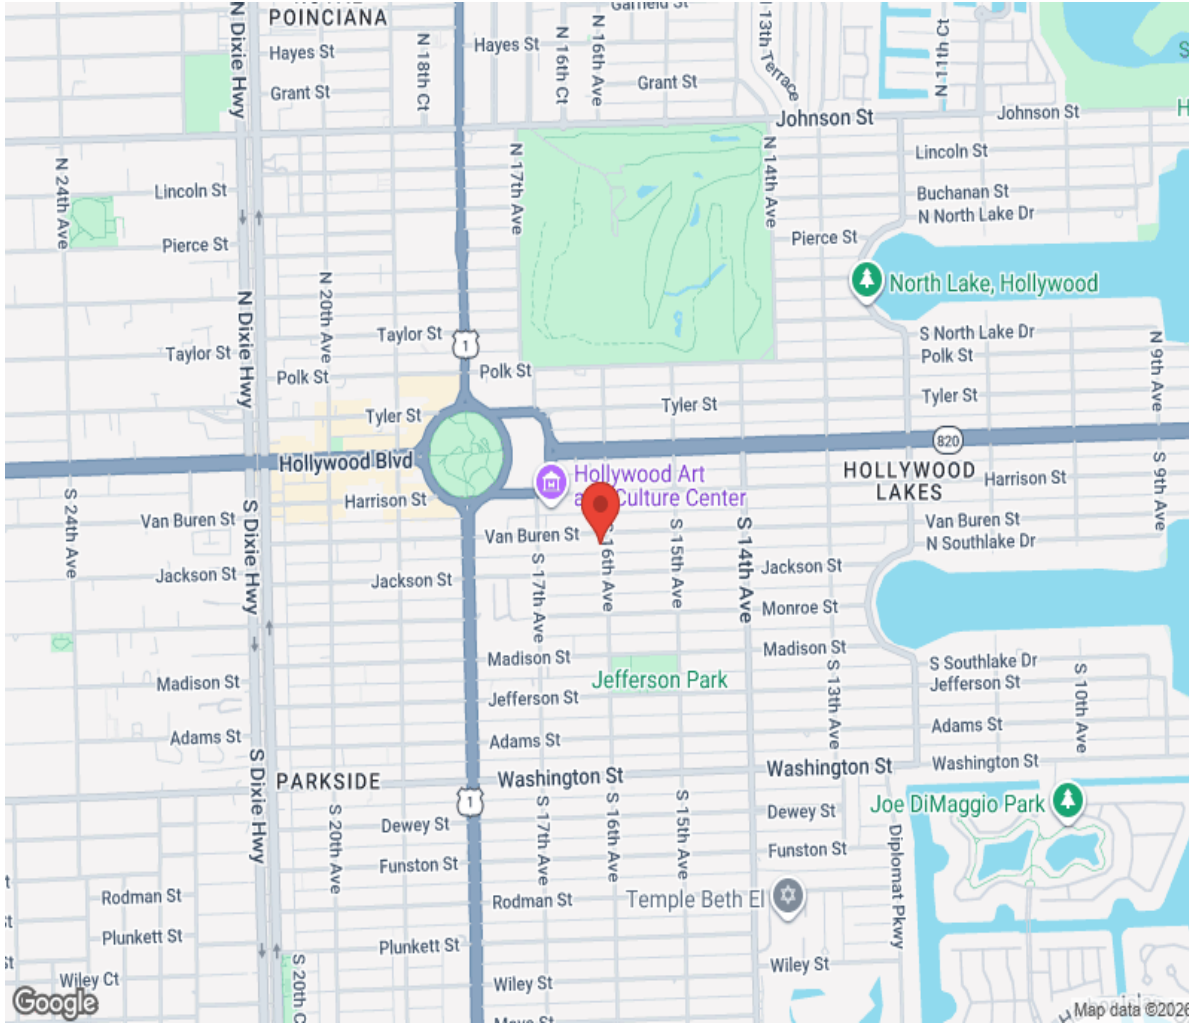 POINCIANA
Garfield St
N Dixie Hwy
Hayes St
N 18th Ct
Hayes St
N 16th Ct
N 16th Ave
N 13th Terrace
N 11th Ct
Grant St
Grant St
Johnson St
Johnson St
N 24th Ave
Lincoln St
N 17th Ave
N 14th Ave
Lincoln St
Buchanan St
N North Lake Dr
Pierce St
Pierce St
North Lake, Hollywood
N 20th Ave
N Dixie Hwy
Taylor St
1
Taylor St
S North Lake Dr
Polk St
N 9th Ave
Polk St
Polk St
Tyler St
Tyler St
Tyler St
820
Hollywood Blvd
Hollywood Art
Culture Center
HOLLYWOOD
LAKES
Harrison St
S 9th Ave
Harrison St
S 24th Ave
Van Buren St
S Dixie Hwy
Van Buren St
S 16th Ave
S 15th Ave
S 14th Ave
Van Buren St
N Southlake Dr
Jackson St
Jackson St
S 17th Ave
Jackson St
Monroe St
Madison St
Madison St
S 13th Ave
S Southlake Dr
Jefferson St
S 10th Ave
Madison St
Jefferson Park
Jefferson St
Adams St
Adams St
Adams St
S Dixie Hwy
PARKSIDE
Washington St
Washington St
Washington St
1
S 20th Ave
S 17th Ave
S 16th Ave
S 15th Ave
Joe DiMaggio Park
Dewey St
Dewey St
Diplomat Pkwy
Funston St
Funston St
Rodman St
Rodman St
Temple Beth El
Plunkett St
Plunkett St
Wiley Ct
S 20th C
Wiley St
Wiley St
Mayo St
Google
Map data ©2026